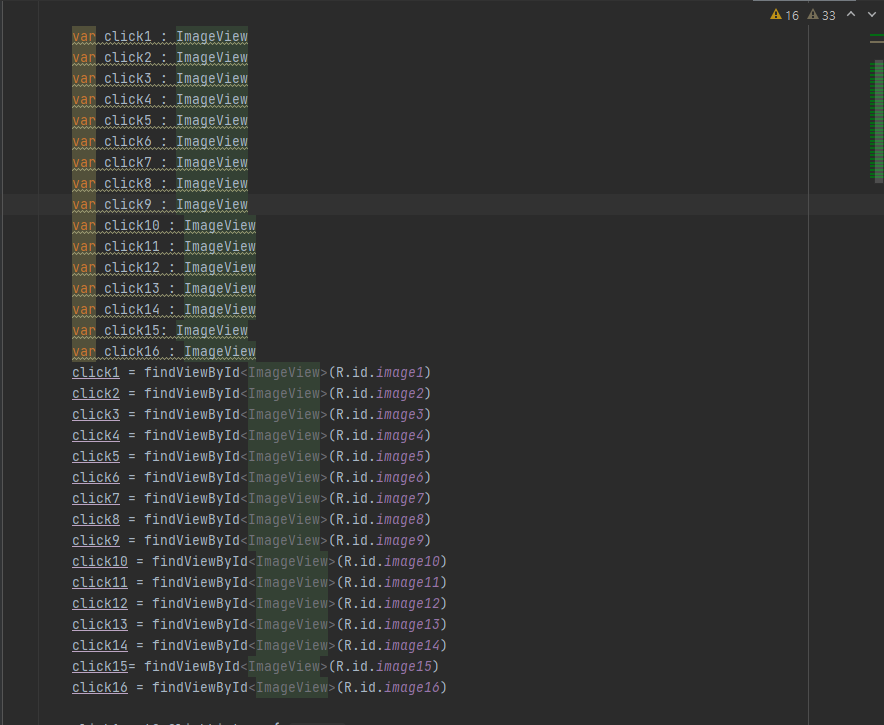 16 33
var click1 : ImageView
var click2 : ImageView
var click3 : ImageView
var click4 : ImageView
var click5 : ImageView
var click6 : ImageView
var click7 : ImageView
var click8 : ImageView
var click9 : ImageView
var click10 : ImageView
var click11 : ImageView
var click12 : ImageView
var click13 : ImageView
var click14 : ImageView
var click15: ImageView
var click16 : ImageView
click1 = findViewById<ImageView>(R.id.image1)
click2 = findViewById<ImageView>(R.id.image2)
click3 = findViewById<ImageView>(R.id.image3)
click4 = findViewById<ImageView>(R.id.image4)
click5 = findViewById<ImageView>(R.id.image5)
click6 = findViewById<ImageView>(R.id.image6)
click7 = findViewById<ImageView>(R.id.image7)
click8 = findViewById<ImageView>(R.id.image8)
click9 = findViewById<ImageView>(R.id.image9)
click10 = findViewById<ImageView>(R.id.image10)
click11 = findViewById<ImageView>(R.id.image11)
click12 = findViewById<ImageView>(R.id.image12)
click13 = findViewById<ImageView>(R.id.image13)
click14 = findViewById<ImageView>(R.id.image14)
click15= findViewById<ImageView>(R.id.image15)
click16 = findViewById<ImageView>(R.id.image16)